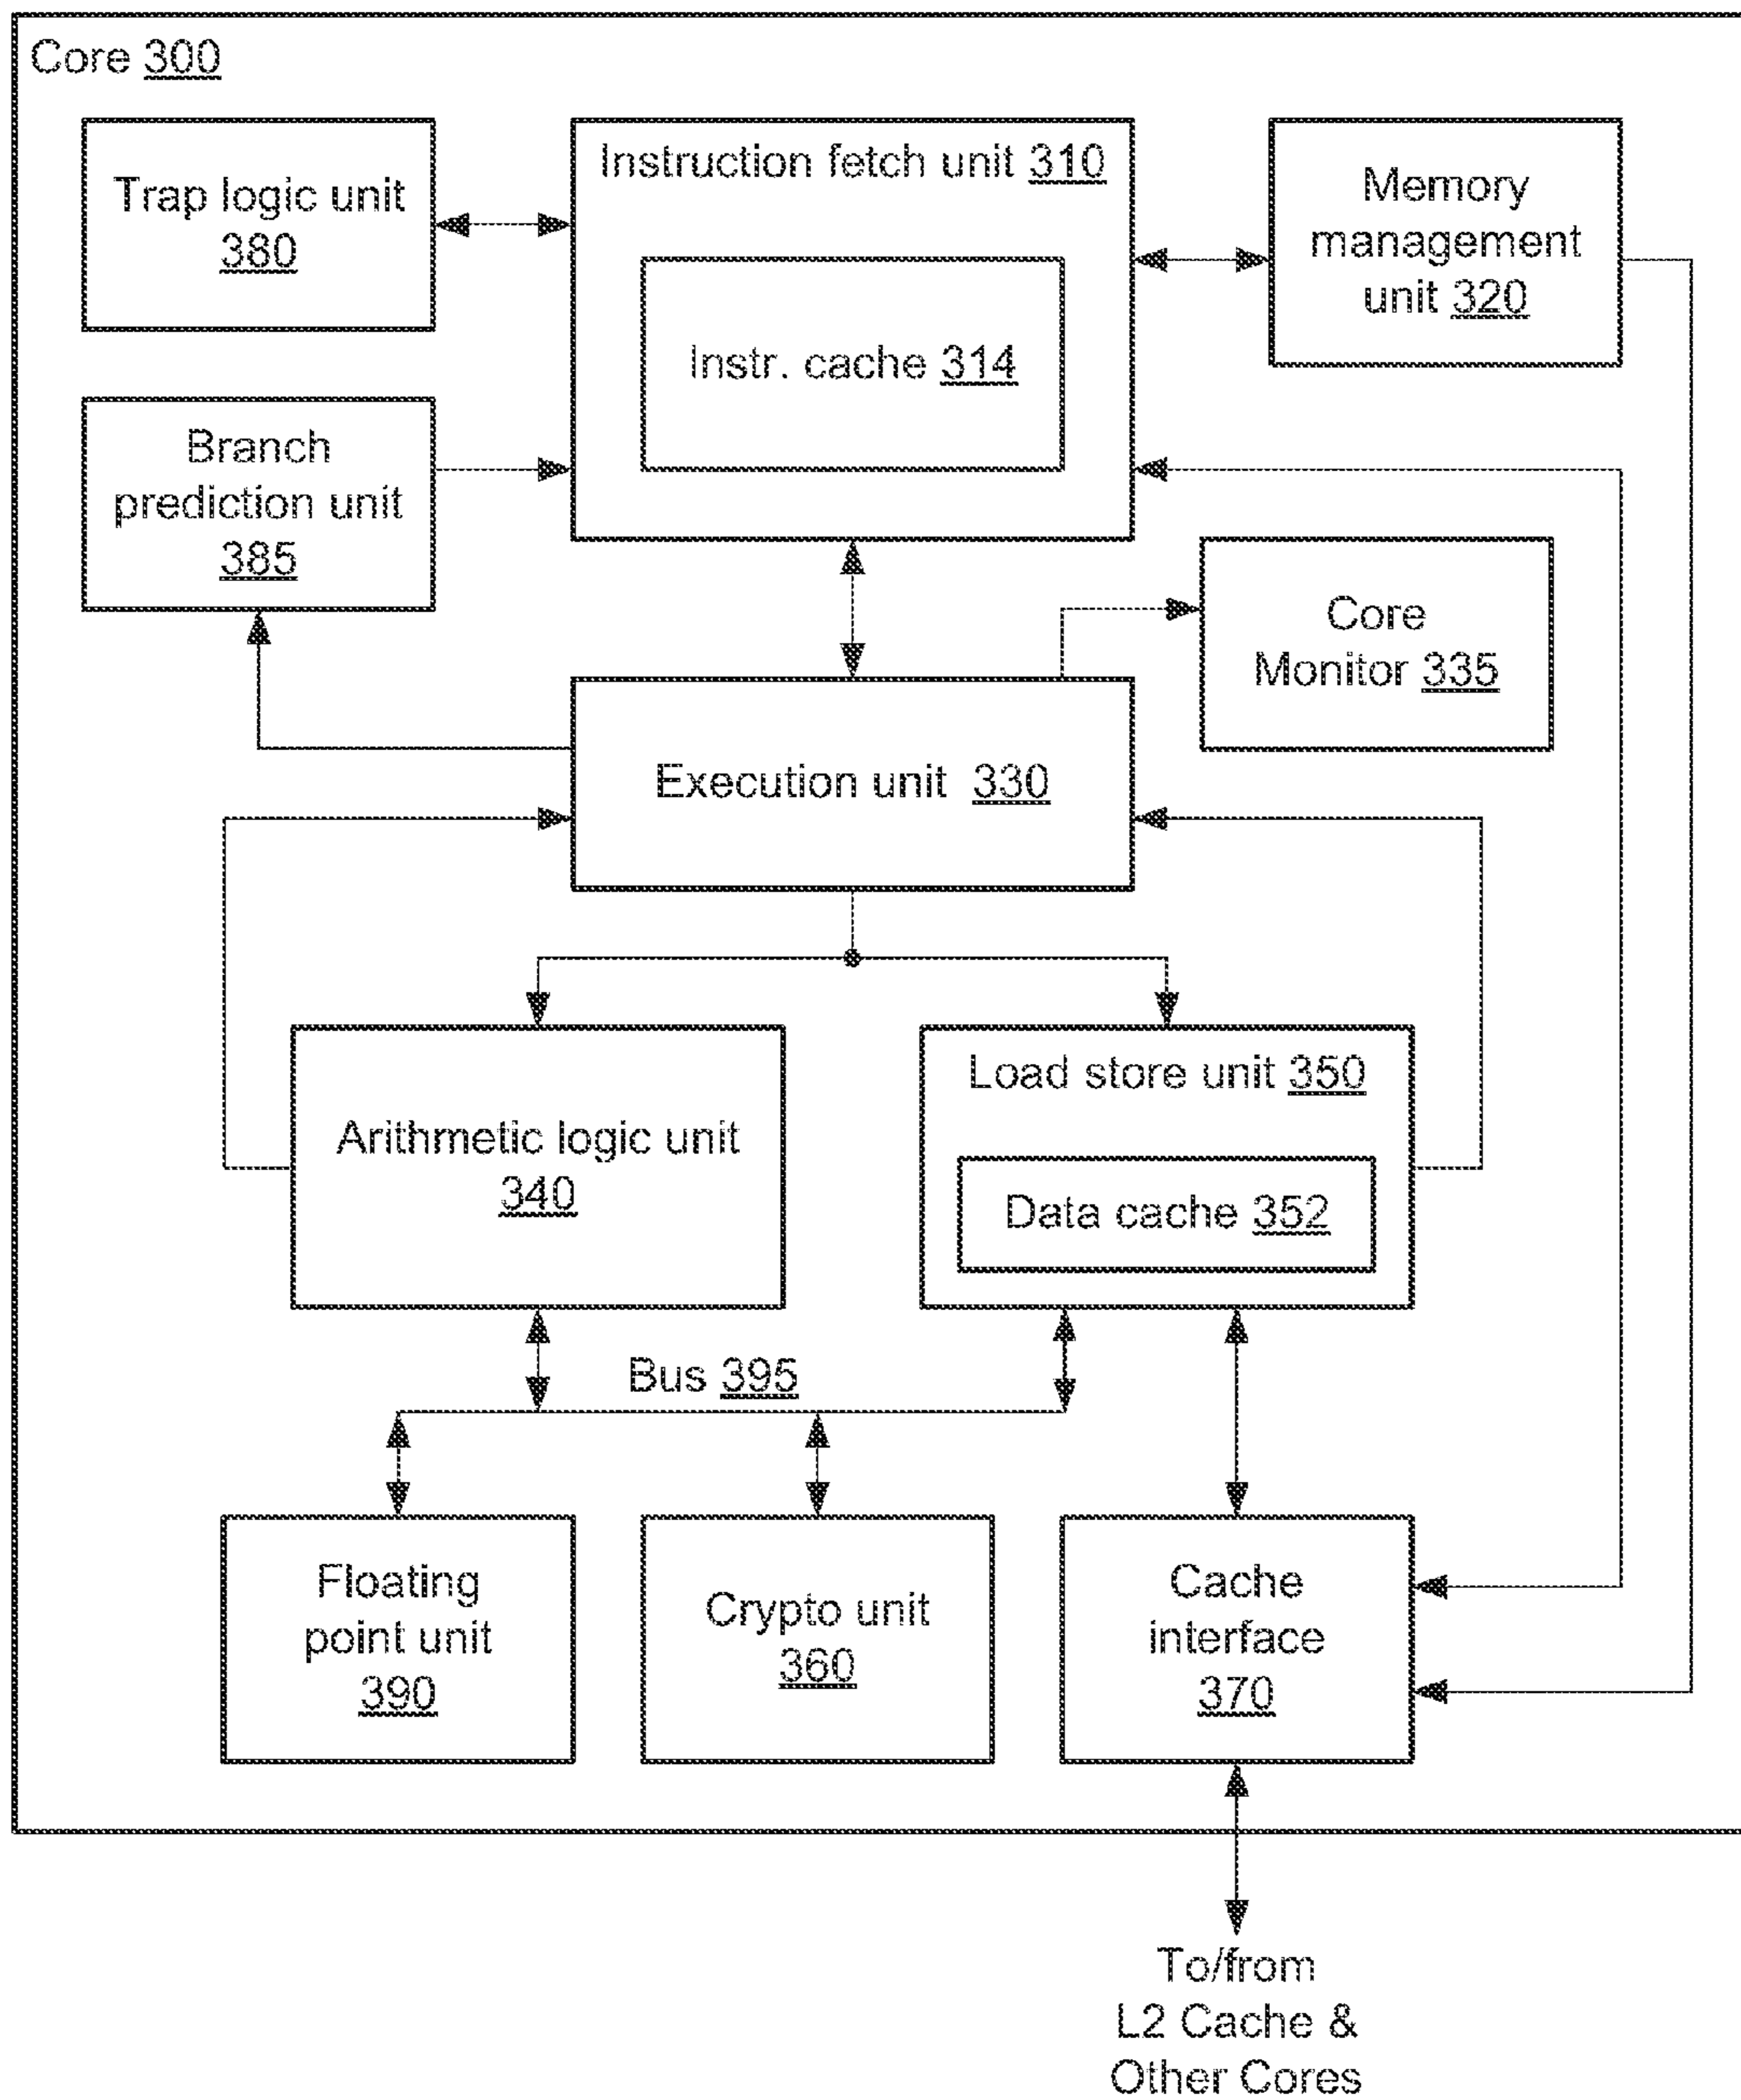 Core 300
Trap logic unit
380
Instruction fetch unit 310
Instr. cache 314
Memory
management
unit 320
Branch
prediction unit
385
Core
Monitor 335
Execution unit 330
Arithmetic logic unit
340
Load store unit 350
Data cache 352
Bus 395
Floating
point unit
390
Crypto unit
360
Cache
interface
370
To/from
L2 Cache &
Other Cores